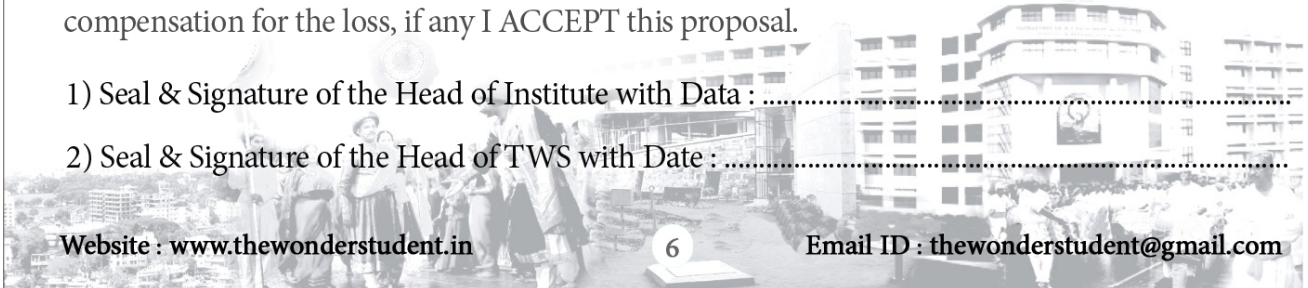 compensation for the loss, if any I ACCEPT this proposal.
1) Seal & Signature of the Head of Institute with Data : ................................................................................
2) Seal & Signature of the Head of TWS with Date : .....................................................................................
Website : www.thewonderstudent.in
6
Email ID : thewonderstudent@gmail.com